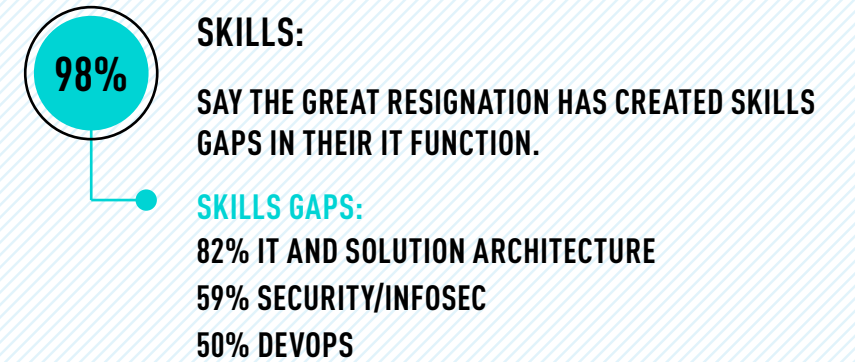 98%
SKILLS:
SAY THE GREAT RESIGNATION HAS CREATED SKILLS
GAPS IN THEIR IT FUNCTION.
SKILLS GAPS:
82% IT AND SOLUTION ARCHITECTURE
59% SECURITY/INFOSEC
50% DEVOPS